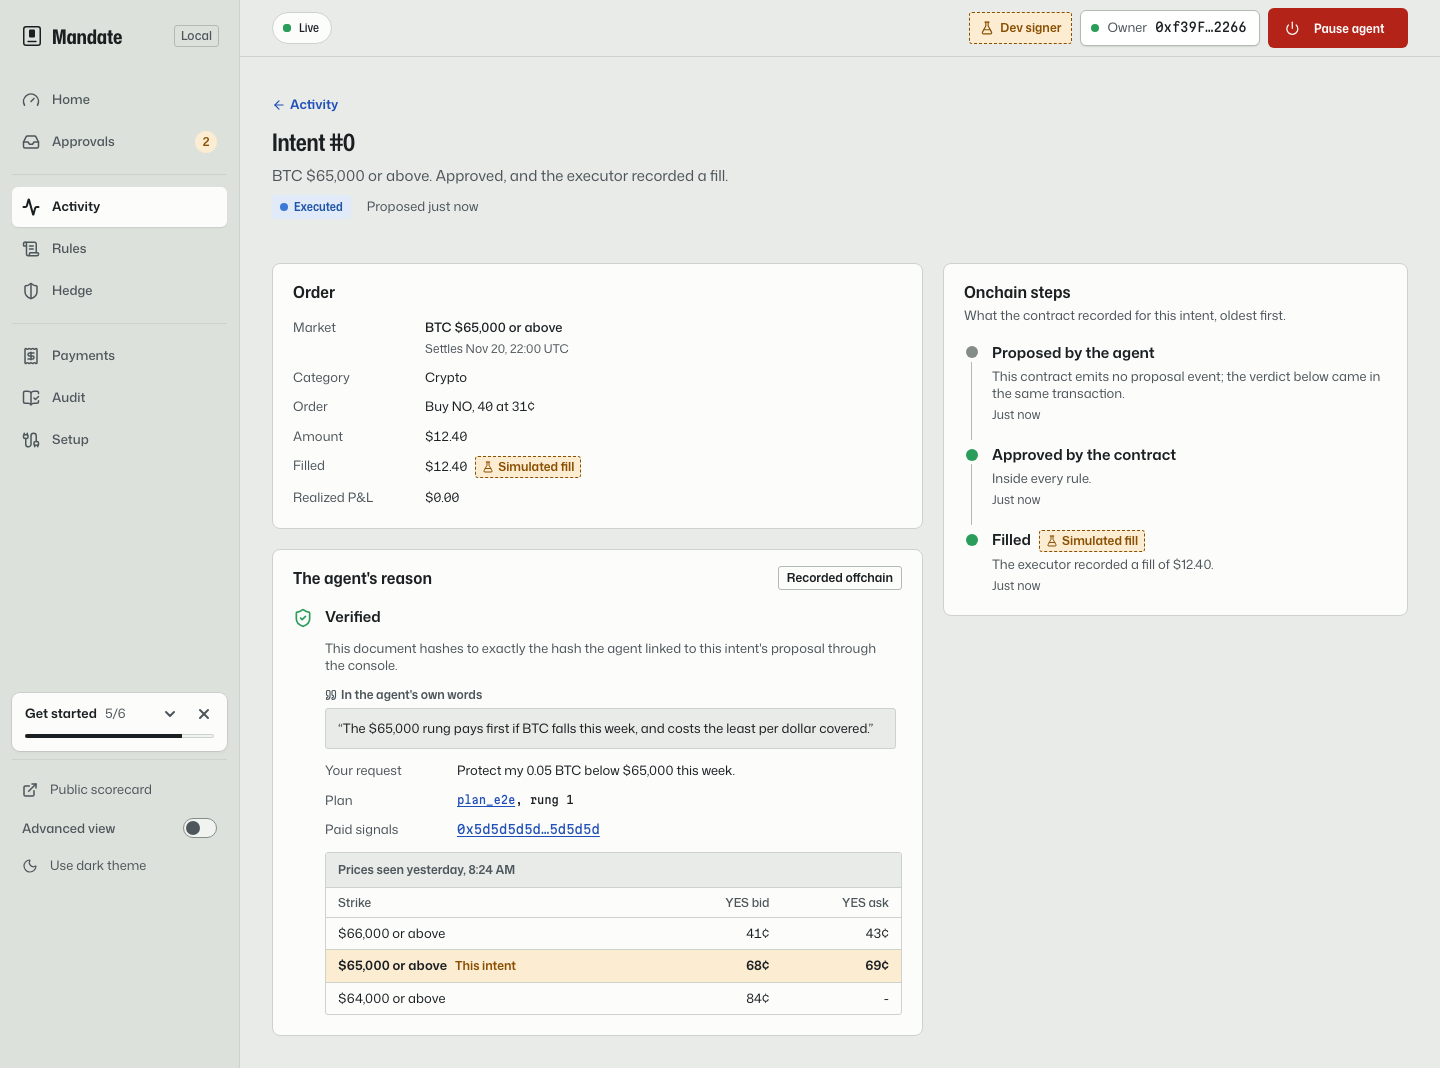 Mandate
Local
Home
Approvals 2
Activity
Rules
Hedge
Payments
Audit
Setup
Get started 5/6
Public scorecard
Advanced view
Use dark theme
Live
Dev signer
Owner 0xf39F…2266
Pause agent
Activity
Intent #0
BTC $65,000 or above. Approved, and the executor recorded a fill.
Executed Proposed just now
Order
Market BTC $65,000 or above
Settles Nov 20, 22:00 UTC
Category Crypto
Order Buy NO, 40 at 31¢
Amount $12.40
Filled $12.40 Simulated fill
Realized P&L $0.00
The agent's reason Recorded offchain
Verified
This document hashes to exactly the hash the agent linked to this intent's proposal through
the console.
In the agent's own words
“The $65,000 rung pays first if BTC falls this week, and costs the least per dollar covered.”
Your request Protect my 0.05 BTC below $65,000 this week.
Plan plan_e2e, rung 1
Paid signals 0x5d5d5d5d…5d5d5d
Prices seen yesterday, 8:24 AM
Strike YES bid YES ask
$66,000 or above 41¢ 43¢
$65,000 or above This intent 68¢ 69¢
$64,000 or above 84¢ -
Onchain steps
What the contract recorded for this intent, oldest first.
Proposed by the agent
This contract emits no proposal event; the verdict below came in
the same transaction.
Just now
Approved by the contract
Inside every rule.
Just now
Filled Simulated fill
The executor recorded a fill of $12.40.
Just now